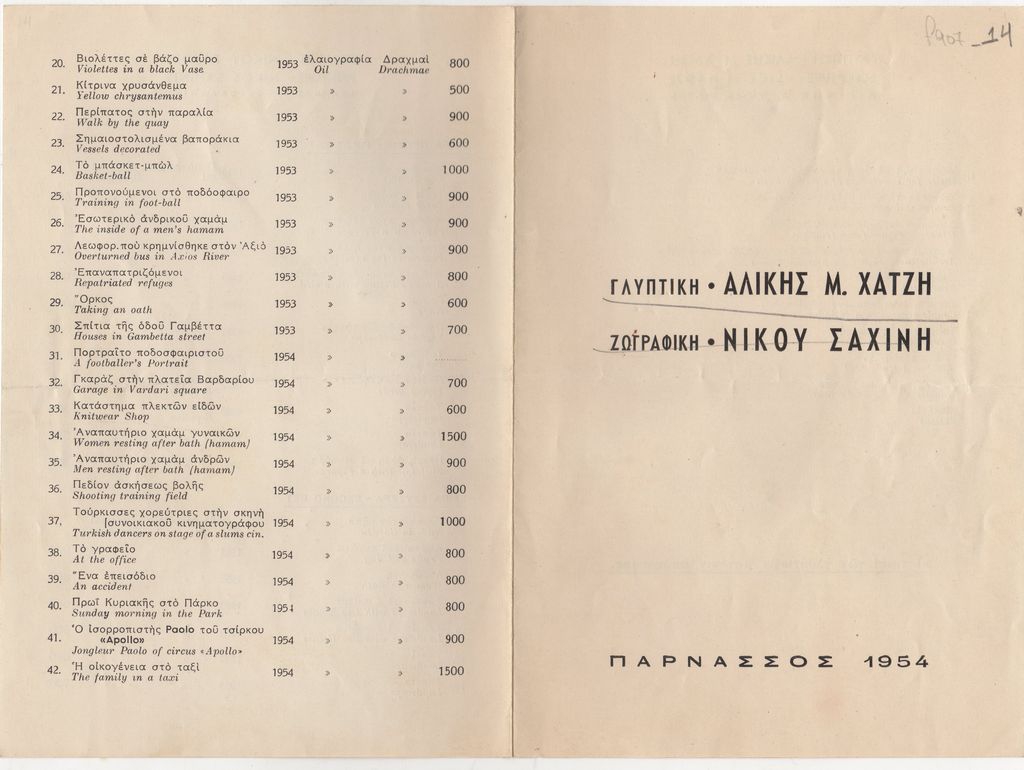 20. Βιολέττες σὲ βάζο μαῦρο 1953 ἐλαιογραφία Δραχμαὶ 800
Violettes in a black Vase Oil Drachmae
21. Κίτρινα χρυσάνθεμα 1953 » » 500
Yellow chrysantemus
22. Περίπατος στὴν παραλία 1953 » » 900
Walk by the quay
23. Σημαιοστολισμένα βαποράκια 1953 » » 600
Vessels decorated
24. Τὸ μπάσκετ-μπὼλ 1953 » » 1000
Basket-ball
25. Προπονούμενοι στὸ ποδόσφαιρο 1953 » » 900
Training in foot-ball
26. Ἐσωτερικὸ ἀνδρικοῦ χαμὰμ 1953 » » 900
The inside of a men's hamam
27. Λεωφορ. ποὺ κρημνίσθηκε στὸν Ἀξιὸ 1953 » » 900
Overturned bus in Axios River
28. Ἐπαναπατριζόμενοι 1953 » » 800
Repatriated refuges
29. Ὅρκος 1953 » » 600
Taking an oath
30. Σπίτια τῆς ὁδοῦ Γαμβέττα 1953 » » 700
Houses in Gambetta street
31. Πορτραῖτο ποδοσφαιριστοῦ 1954 » » ............
A footballer's Portrait
32. Γκαρὰζ στὴν πλατεῖα Βαρδαρίου 1954 » » 700
Garage in Vardari square
33. Κατάστημα πλεκτῶν εἰδῶν 1954 » » 600
Knitwear Shop
34. Ἀναπαυτήριο χαμὰμ γυναικῶν 1954 » » 1500
Women resting after bath (hamam)
35. Ἀναπαυτήριο χαμὰμ ἀνδρῶν 1954 » » 900
Men resting after bath (hamam)
36. Πεδίον ἀσκήσεως βολῆς 1954 » » 800
Shooting training field
37. Τούρκισσες χορεύτριες στὴν σκηνὴ
[συνοικιακοῦ κινηματογράφου 1954 » » 1000
Turkish dancers on stage of a slums cin.
38. Τὸ γραφεῖο 1954 » » 800
At the office
39. Ἕνα ἐπεισόδιο 1954 » » 800
An accident
40. Πρωῒ Κυριακῆς στὸ Πάρκο 1954 » » 800
Sunday morning in the Park
41. Ὁ ἰσορροπιστὴς Paolo τοῦ τσίρκου
«Apollo» 1954 » » 900
Jongleur Paolo of circus «Apollo»
42. Ἡ οἰκογένεια στὸ ταξὶ 1954 » » 1500
The family in a taxi
14
ΓΛΥΠΤΙΚΗ • ΑΛΙΚΗΣ Μ. ΧΑΤΖΗ
ΖΩΓΡΑΦΙΚΗ • ΝΙΚΟΥ ΣΑΧΙΝΗ
ΠΑΡΝΑΣΣΟΣ 1954